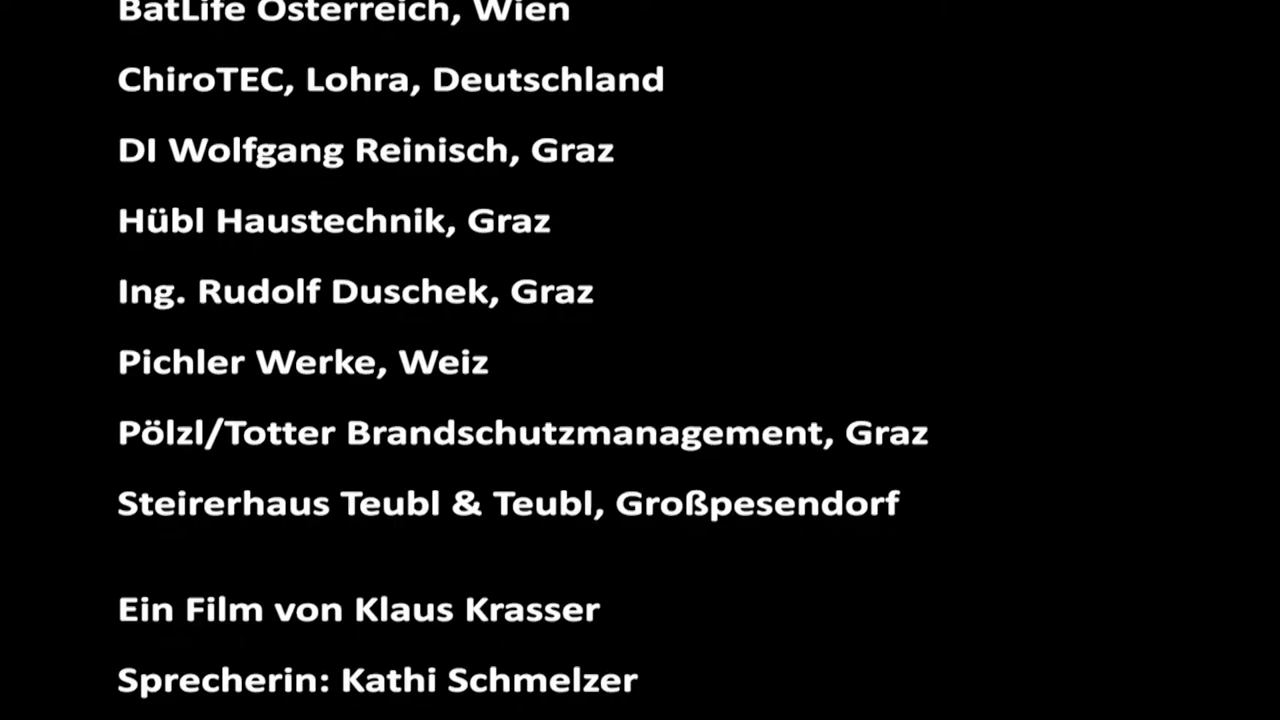 BatLife Österreich, Wien
ChiroTEC, Lohra, Deutschland
DI Wolfgang Reinisch, Graz
Hübl Haustechnik, Graz
Ing. Rudolf Duschek, Graz
Pichler Werke, Weiz
Pölzl/Totter Brandschutzmanagement, Graz
Steirerhaus Teubl & Teubl, Großpesendorf
Ein Film von Klaus Krasser
Sprecherin: Kathi Schmelzer